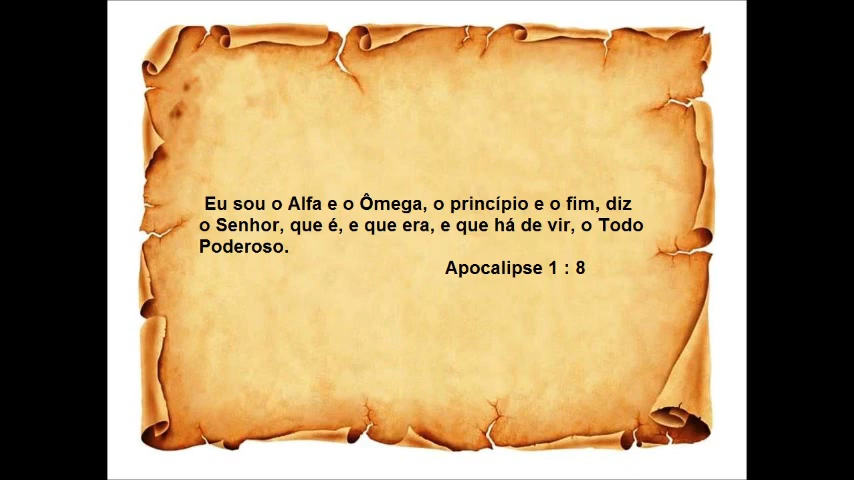 Eu sou o Alfa e o Ômega, o princípio e o fim, diz
o Senhor, que é, e que era, e que há de vir, o Todo
Poderoso.
Apocalipse 1 : 8